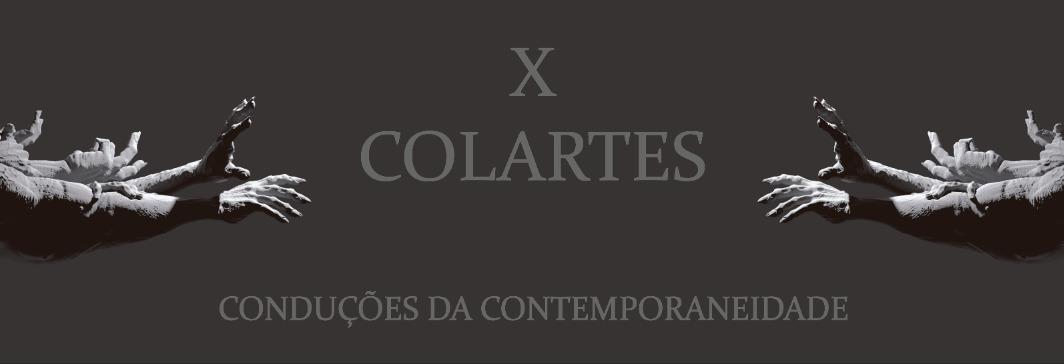 X
COLARTES
CONDUÇÕES DA CONTEMPORANEIDADE